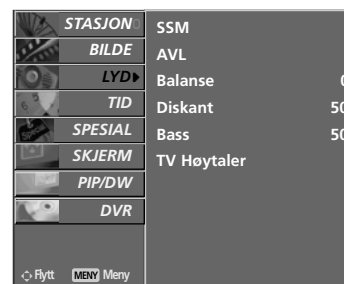 STASJON
BILDE
LYD
TID
SPESIAL
SKJERM
PIP/DW
DVR
Flytt MENY Meny
SSM
AVL
Balanse 0
Diskant 50
Bass 50
TV Høytaler